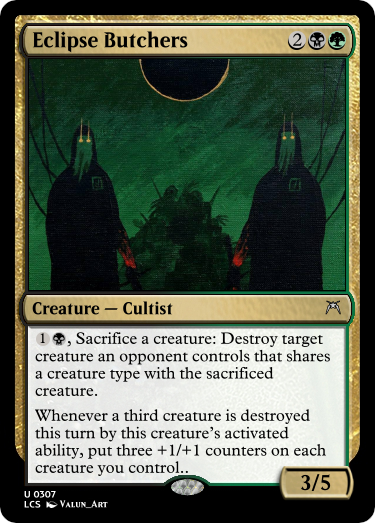 Eclipse Butchers 2
Creature — Cultist
1 , Sacrifice a creature: Destroy target
creature an opponent controls that shares
a creature type with the sacrificed
creature.
Whenever a third creature is destroyed
this turn by this creature's activated
ability, put three +1/+1 counters on each
creature you control..
3/5
U 0307
LCS Valun_Art